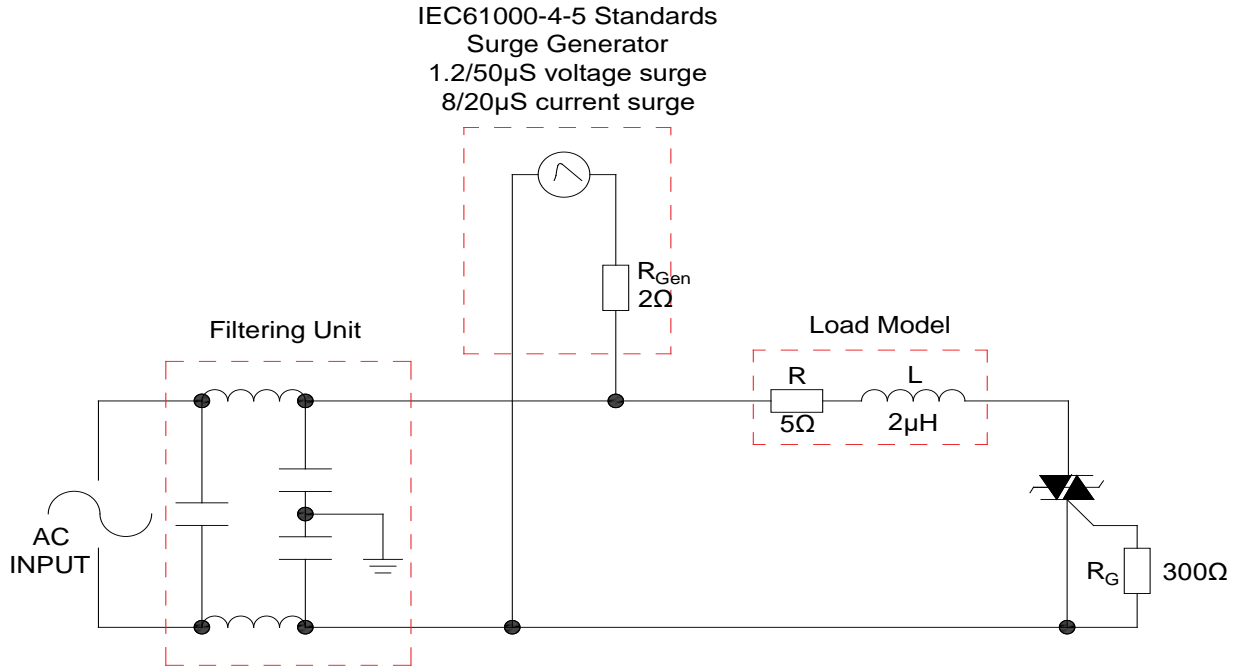 IEC61000-4-5 Standards
Surge Generator
1.2/50µS voltage surge
8/20µS current surge
RGen
2Ω
Filtering Unit
Load Model
R
L
5Ω
2µH
AC
INPUT
RG
300Ω